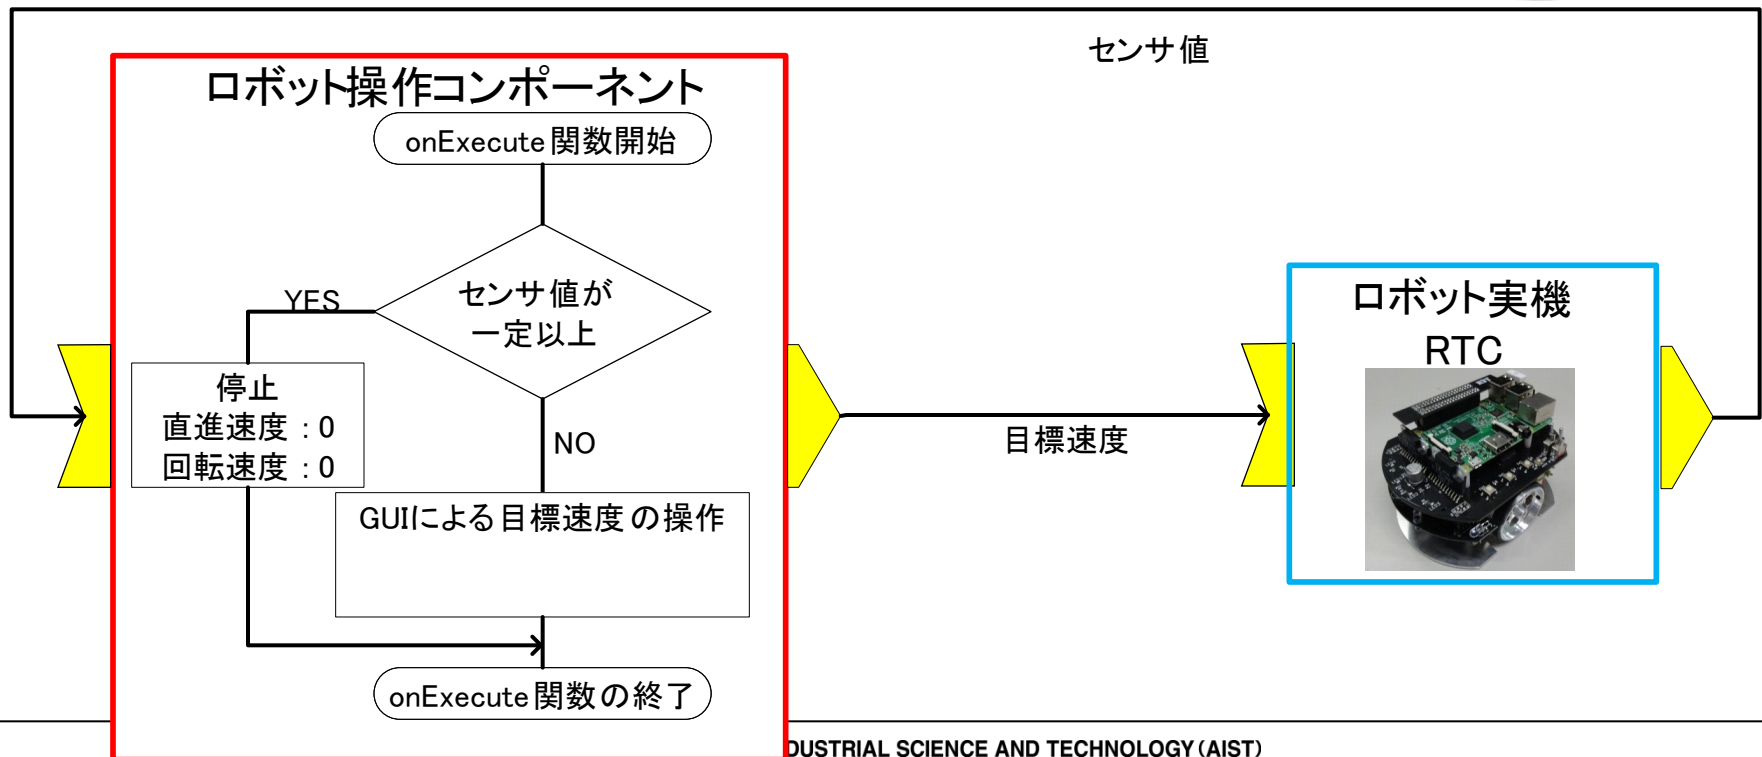 センサ値
ロボット操作コンポーネント
onExecute関数開始
センサ値が
一定以上
YES
停止
直進速度：0
回転速度：0
NO
GUIによる目標速度の操作
onExecute関数の終了
目標速度
ロボット実機
RTC
DUSTRIAL SCIENCE AND TECHNOLOGY (AIST)